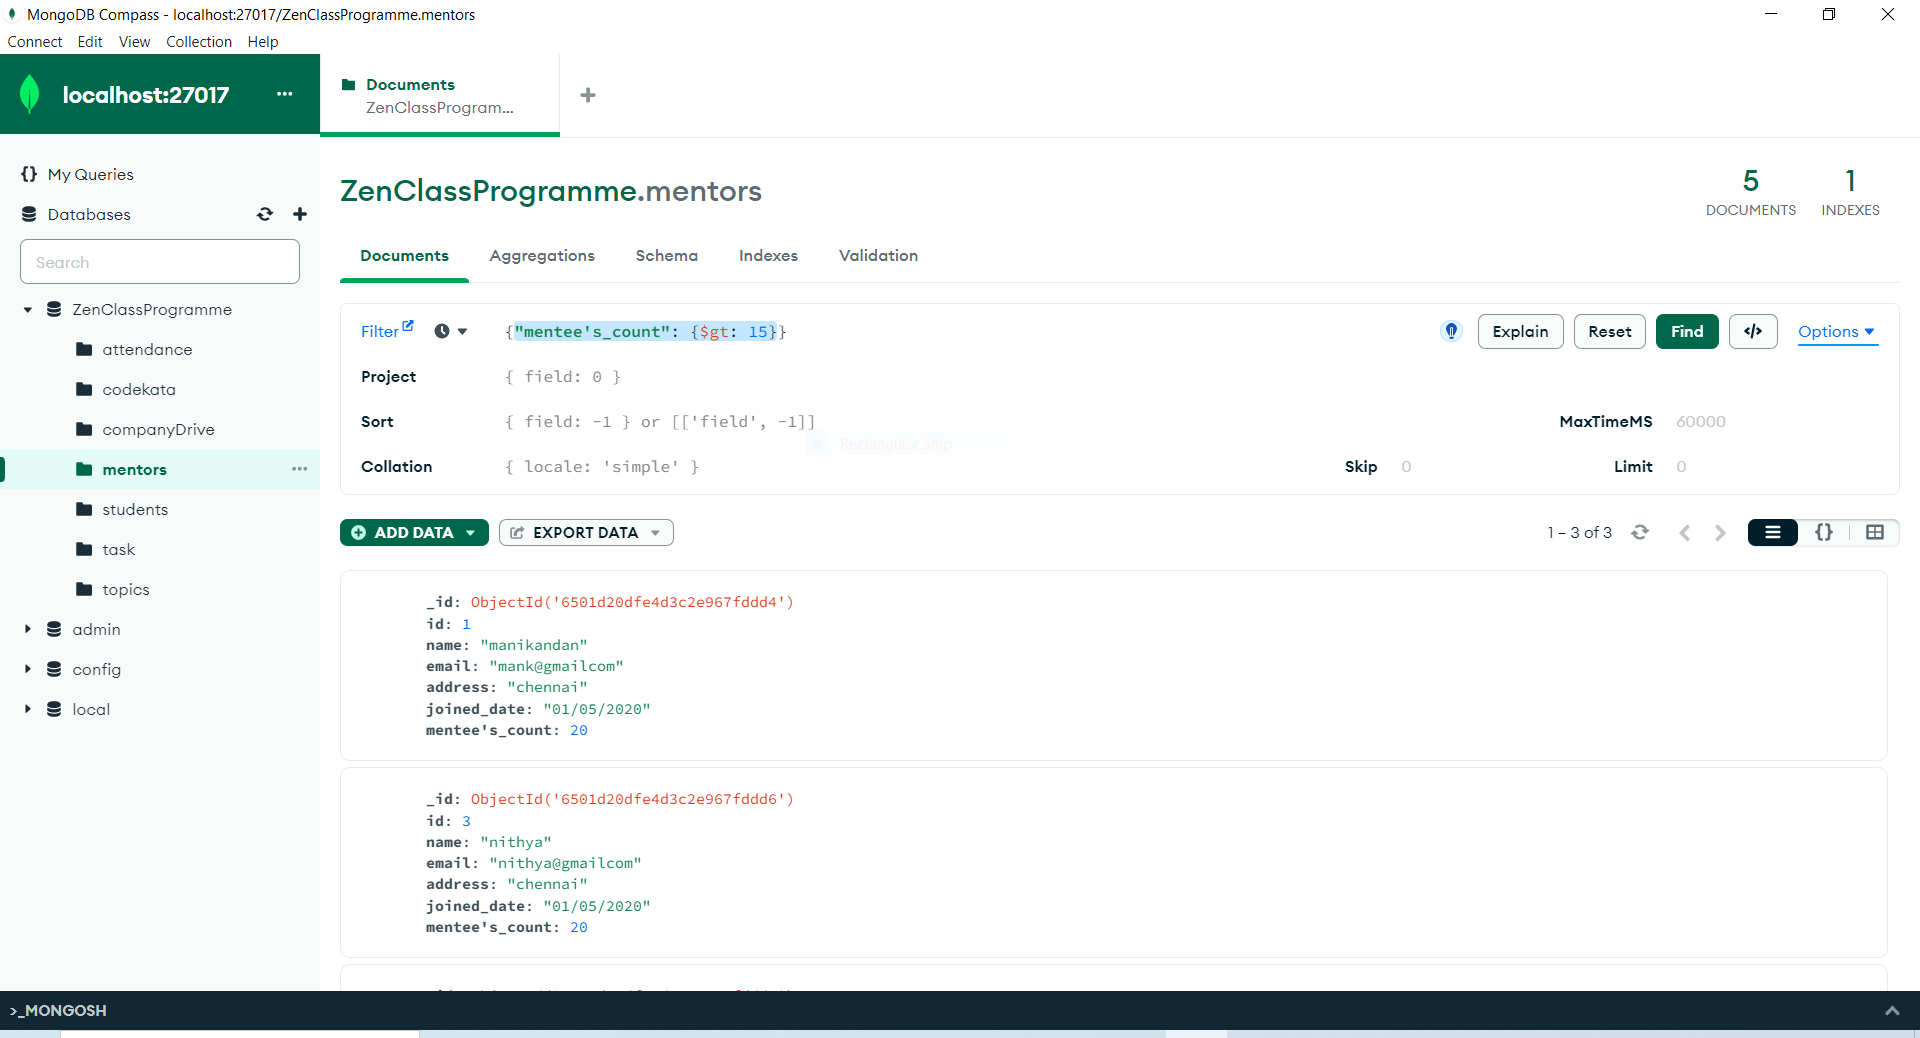 MongoDB Compass - localhost:27017/ZenClassProgramme.mentors
Connect Edit View Collection Help
localhost:27017 ···
Documents
ZenClassProgram...
My Queries
Databases
Search
ZenClassProgramme
attendance
codekata
companyDrive
mentors
students
task
topics
admin
config
local
ZenClassProgramme.mentors
5
DOCUMENTS
1
INDEXES
Documents Aggregations Schema Indexes Validation
Filter {"mentee's_count": {$gt: 15}} Explain Reset Find </> Options
Project { field: 0 }
Sort { field: -1 } or [['field', -1]] MaxTimeMS 60000
Rectangular Snip
Collation { locale: 'simple' } Skip 0 Limit 0
ADD DATA EXPORT DATA 1 – 3 of 3 {}
_id: ObjectId('6501d20dfe4d3c2e967fddd4')
id: 1
name: "manikandan"
email: "mank@gmailcom"
address: "chennai"
joined_date: "01/05/2020"
mentee's_count: 20
_id: ObjectId('6501d20dfe4d3c2e967fddd6')
id: 3
name: "nithya"
email: "nithya@gmailcom"
address: "chennai"
joined_date: "01/05/2020"
mentee's_count: 20
>_MONGOSH